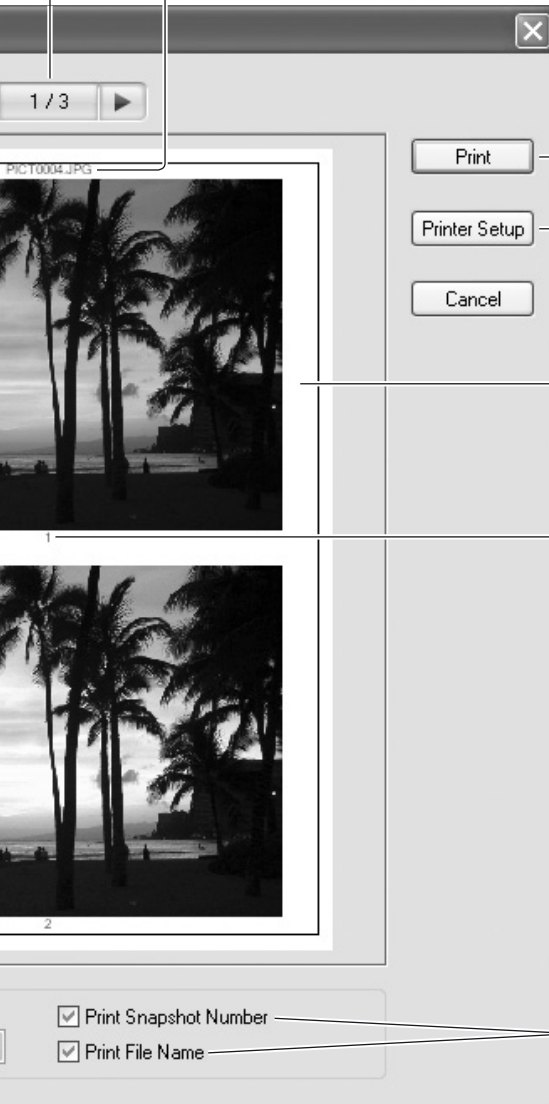 1 / 3
PICT0004.JPG
Print
Printer Setup
Cancel
1
2
Print Snapshot Number
Print File Name